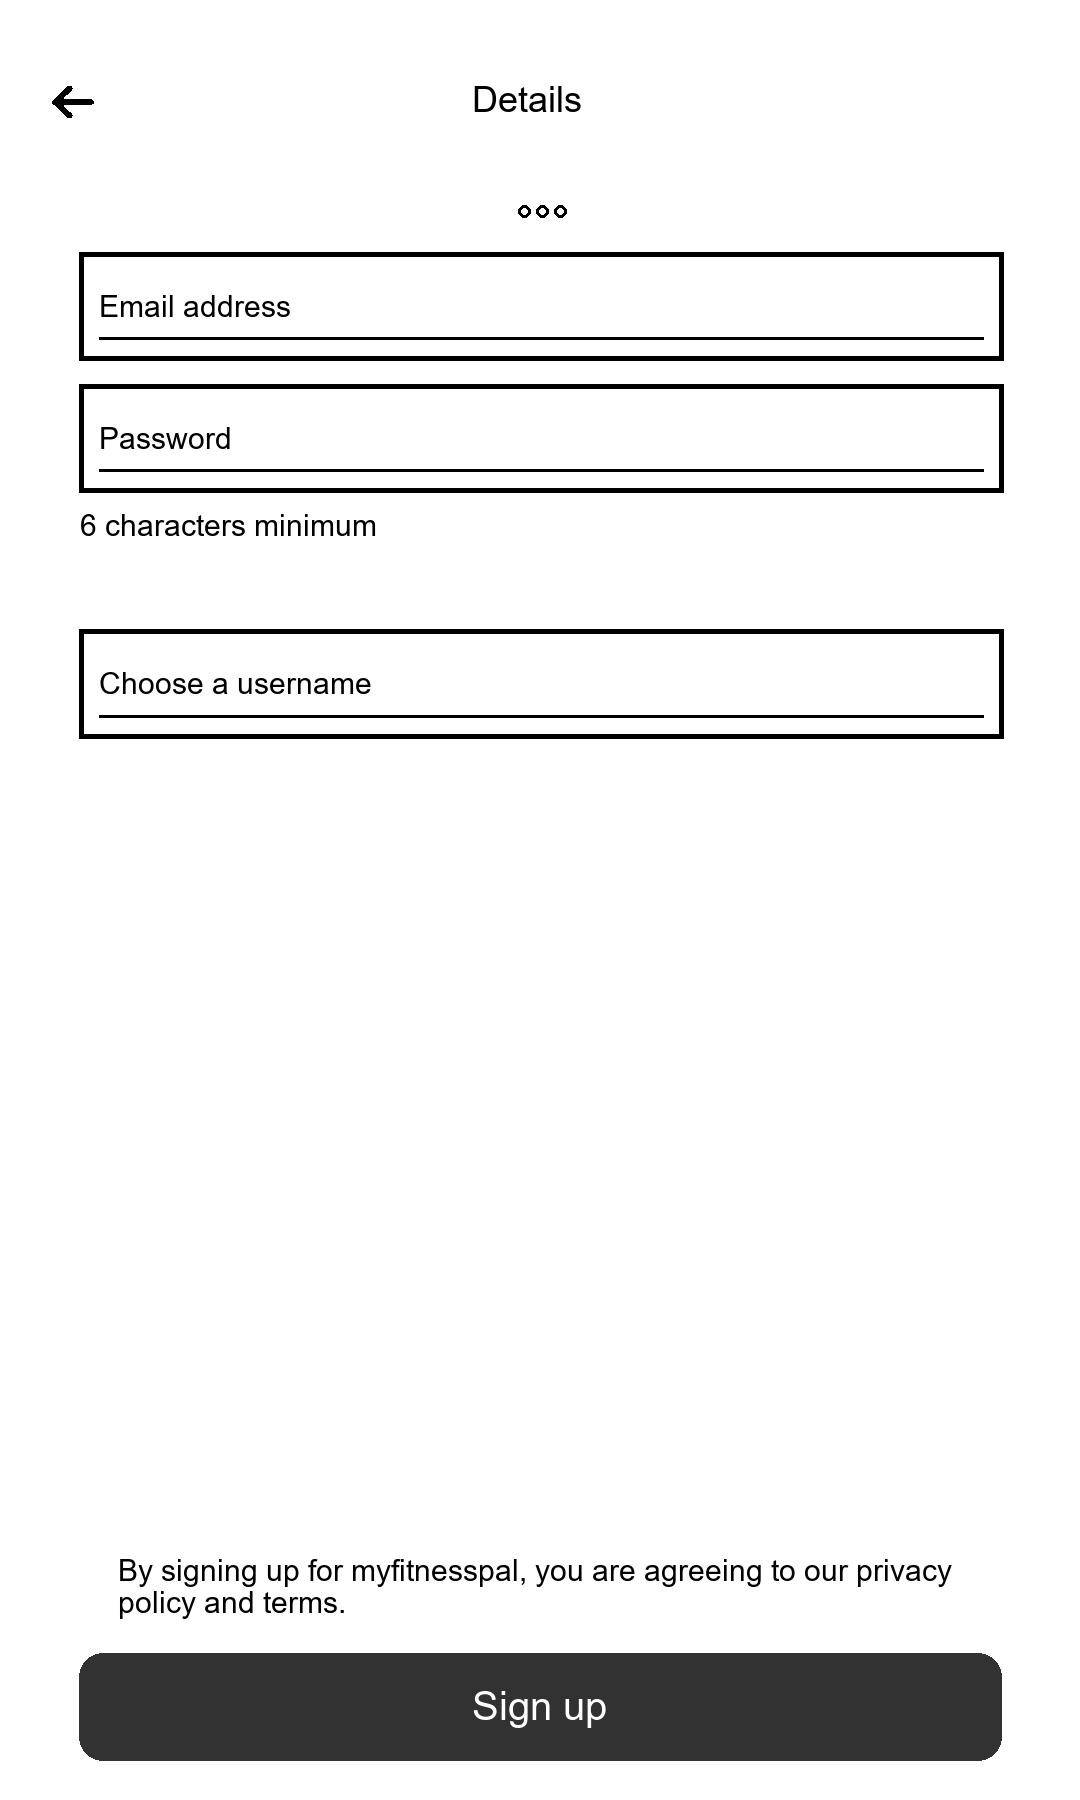 Details
Email address
Password
6 characters minimum
Choose a username
By signing up for myfitnesspal, you are agreeing to our privacy
policy and terms.
Sign up